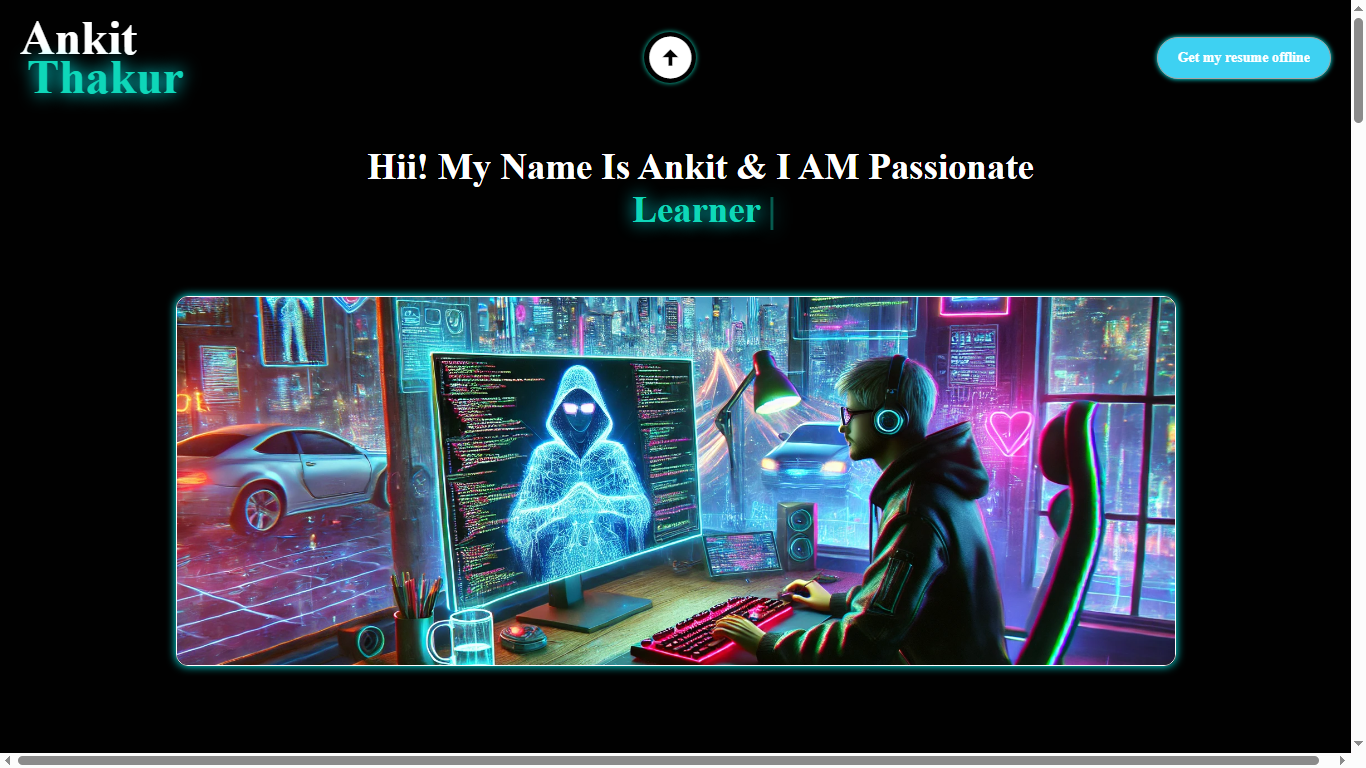 Ankit
Thakur
Get my resume offline
Hii! My Name Is Ankit & I AM Passionate
Learner |